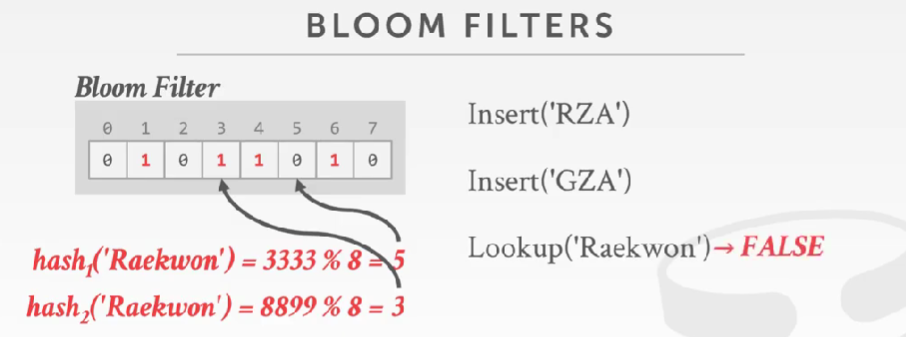 BLOOM FILTERS
Bloom Filter
0 1 2 3 4 5 6 7
0 1 0 1 1 0 1 0
hash₁('Raekwon') = 3333 % 8 = 5
hash₂('Raekwon') = 8899 % 8 = 3
Insert('RZA')
Insert('GZA')
Lookup('Raekwon')→ FALSE